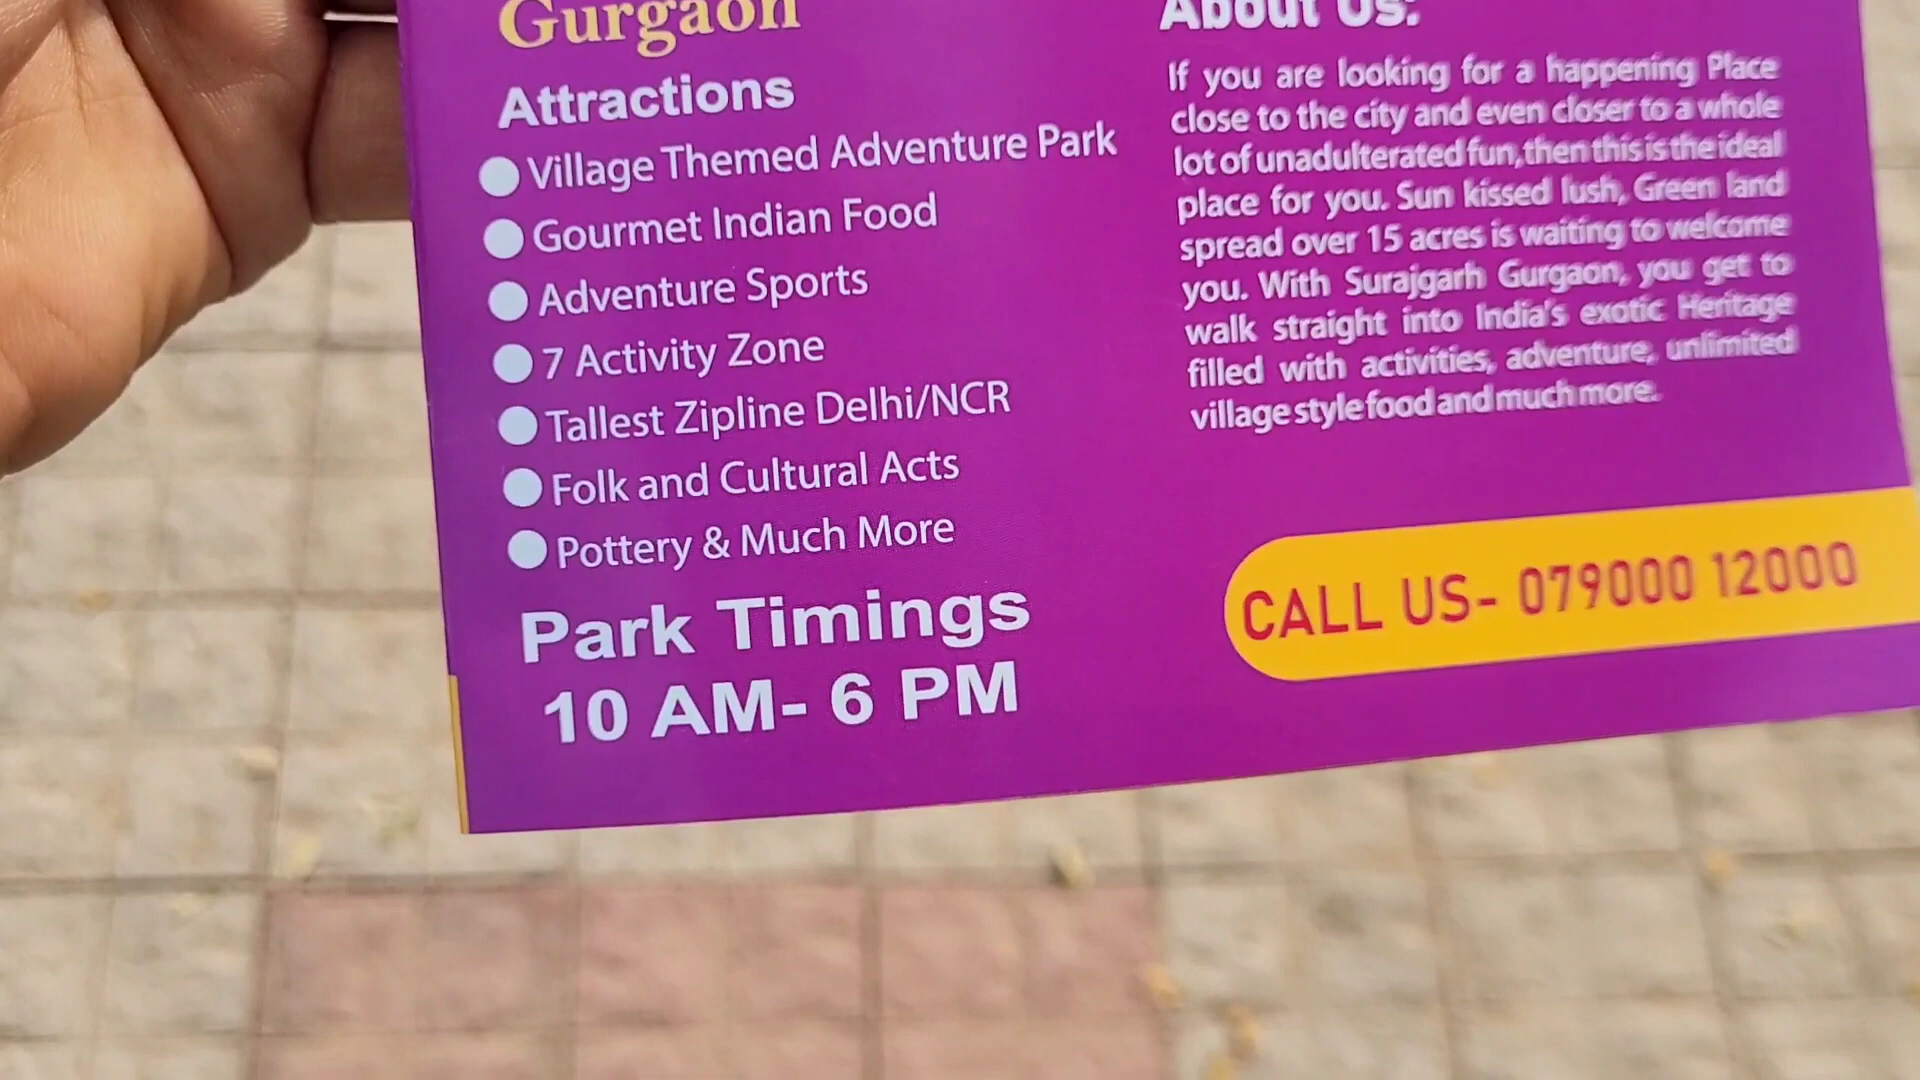 Gurgaon
Attractions
Village Themed Adventure Park
Gourmet Indian Food
Adventure Sports
7 Activity Zone
Tallest Zipline Delhi/NCR
Folk and Cultural Acts
Pottery & Much More
Park Timings
10 AM- 6 PM
About Us:
If you are looking for a happening Place
close to the city and even closer to a whole
lot of unadulterated fun, then this is the ideal
place for you. Sun kissed lush, Green land
spread over 15 acres is waiting to welcome
you. With Surajgarh Gurgaon, you get to
walk straight into India's exotic Heritage
filled with activities, adventure, unlimited
village style food and much more.
CALL US- 079000 12000